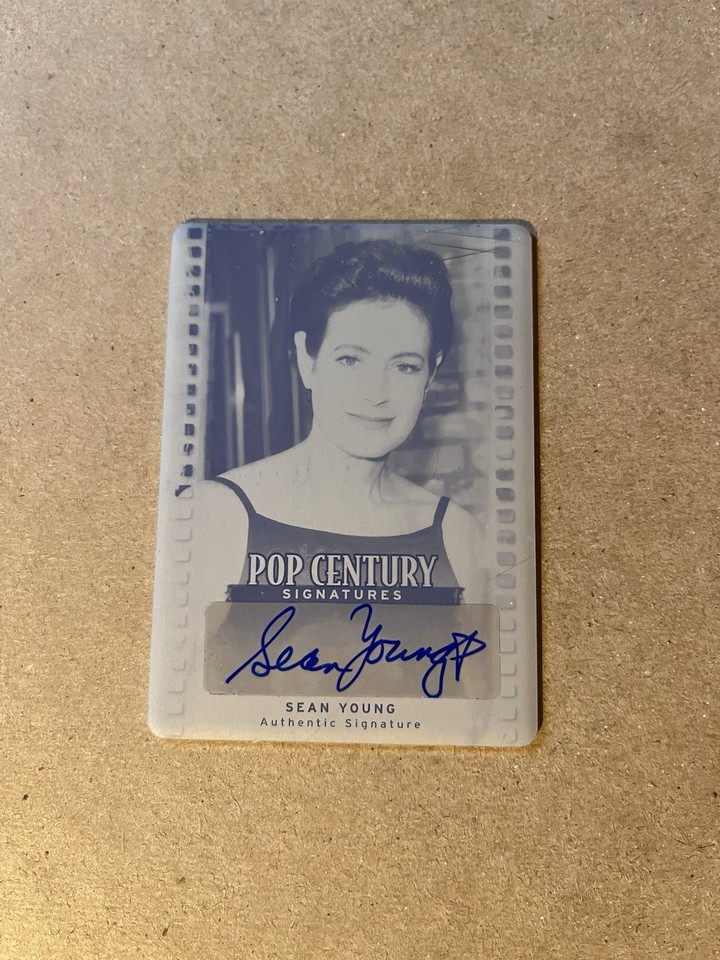 POP CENTURY
SIGNATURES
Sean Young
SEAN YOUNG
Authentic Signature